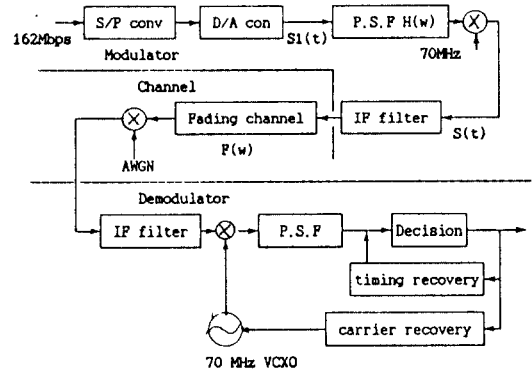 S/P conv
D/A con
P.S.F H(w)
162Mbps
S1(t)
70MHz
Modulator
Channel
Fading channel
IF filter
S(t)
F(w)
AWGN
Demodulator
IF filter
P.S.F
Decision
timing recovery
carrier recovery
70 MHz VCXO